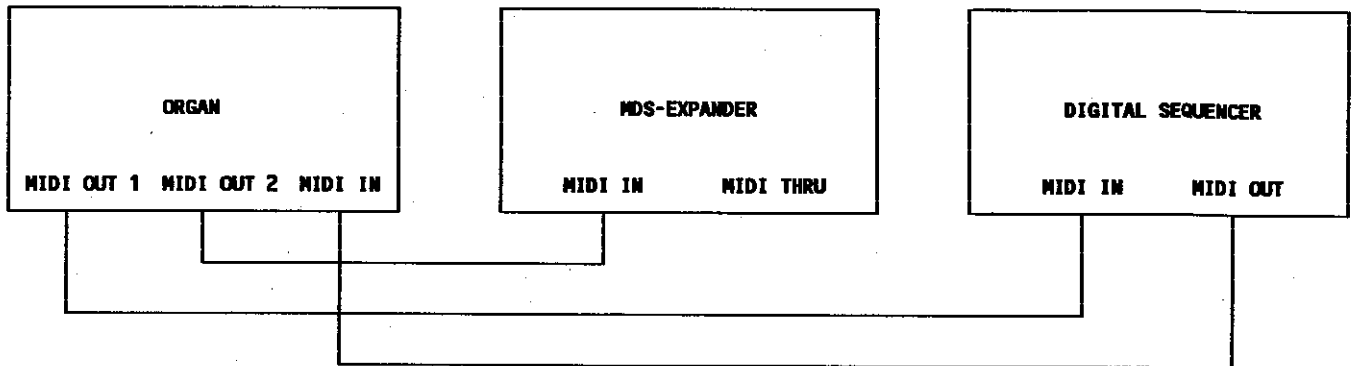 ORGAN
MIDI OUT 1 MIDI OUT 2 MIDI IN
MDS-EXPANDER
MIDI IN MIDI THRU
DIGITAL SEQUENCER
MIDI IN MIDI OUT